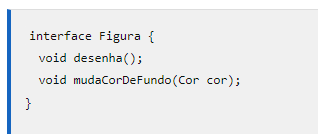 interface Figura {
void desenha();
void mudaCorDeFundo(Cor cor);
}